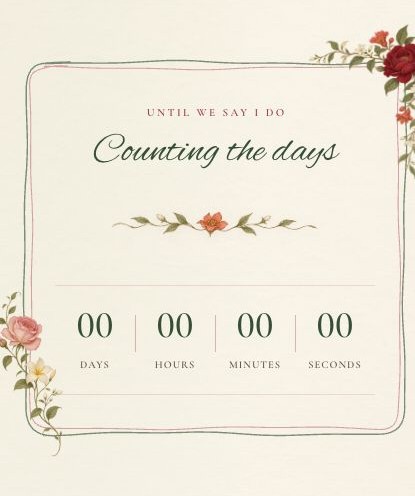 UNTIL WE SAY I DO
Counting the days
00 00 00 00
DAYS HOURS MINUTES SECONDS